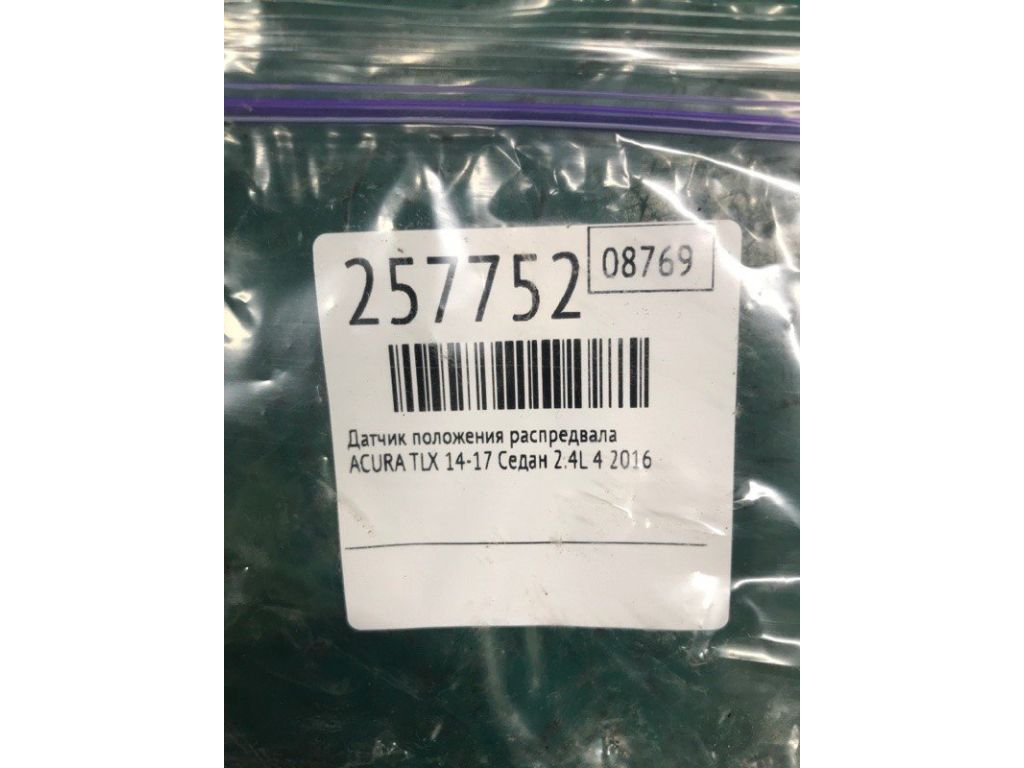 257752
08769
Датчик положения распредвала
ACURA TLX 14-17 Седан 2.4L 4 2016